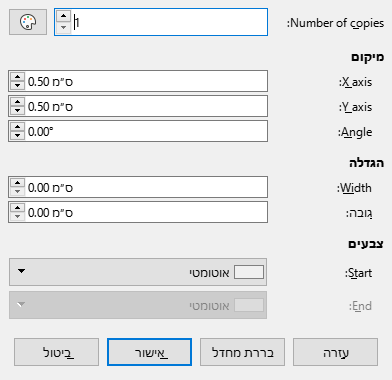 Number of copies: 1
מיקום
X axis: 0.50 ס״מ
Y axis: 0.50 ס״מ
Angle: 0.00°
הגדלה
Width: 0.00 ס״מ
גובה: 0.00 ס״מ
צבעים
Start: אוטומטי
End: אוטומטי
עזרה בררת מחדל אישור ביטול